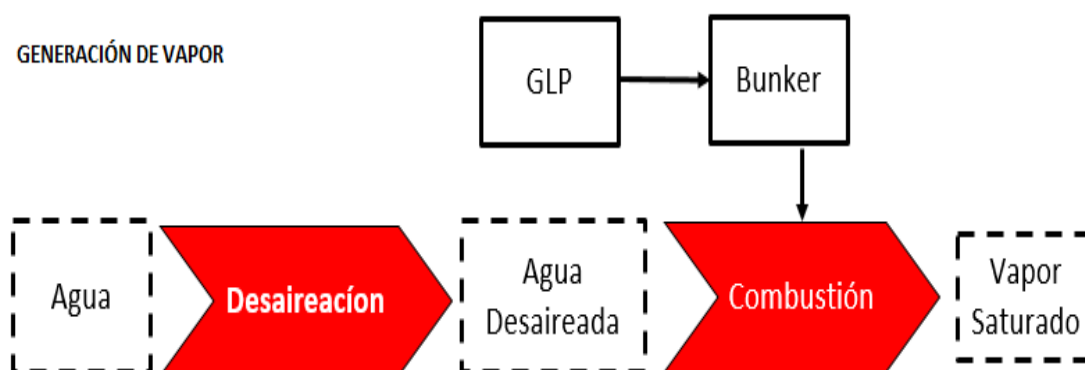 GENERACIÓN DE VAPOR
GLP
Bunker
Agua
Desaireacíon
Agua
Desaireada
Combustión
Vapor
Saturado